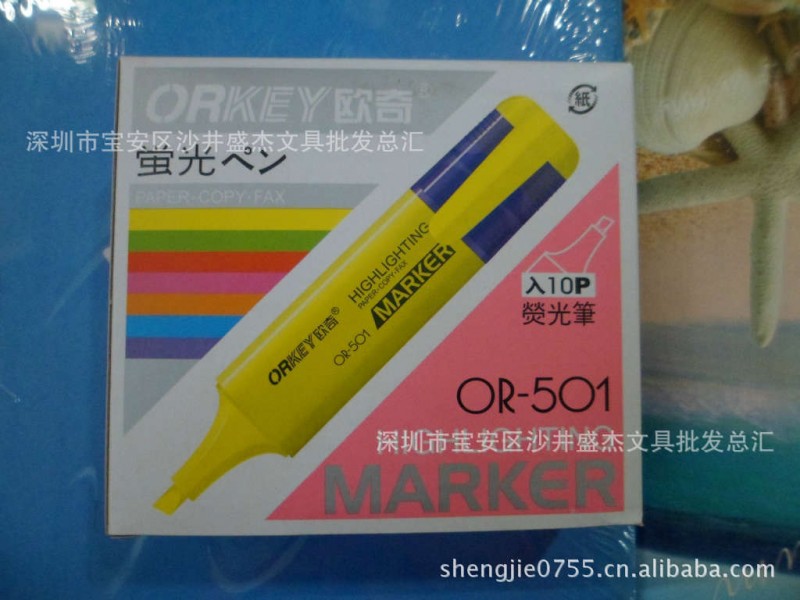 ORKEY欧奇®
深圳市宝安区沙井盛杰文具批发总汇
蛍光ペン
PAPER-COPY-FAX
紙
HIGHLIGHTING
PAPER-COPY-FAX
MARKER
ORKEY欧奇®
OR-501
入10P
熒光筆
OR-501
深圳市宝安区沙井盛杰文具批发总汇
HIGHLIGHTING
MARKER
shengjie0755.cn.alibaba.com